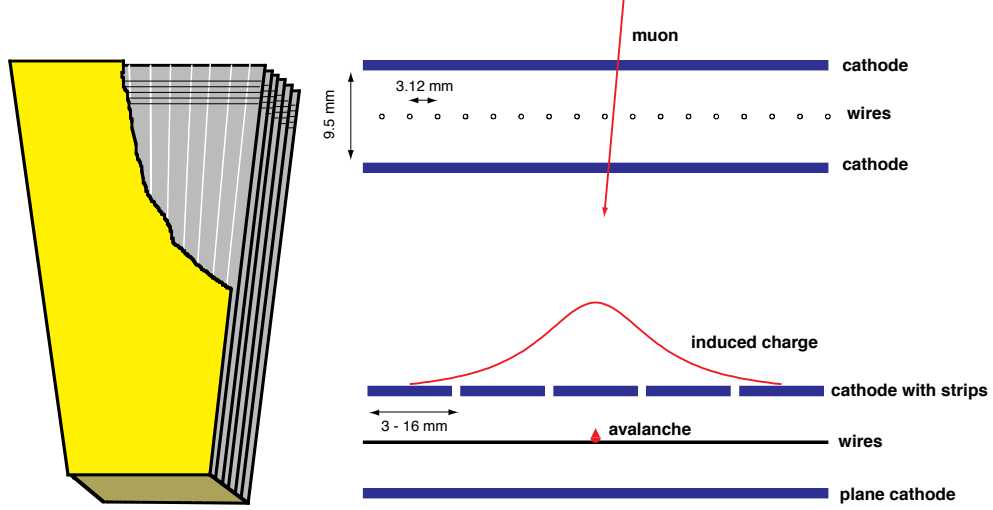 muon
cathode
3.12 mm
9.5 mm
wires
cathode
induced charge
cathode with strips
3 - 16 mm
avalanche
wires
plane cathode